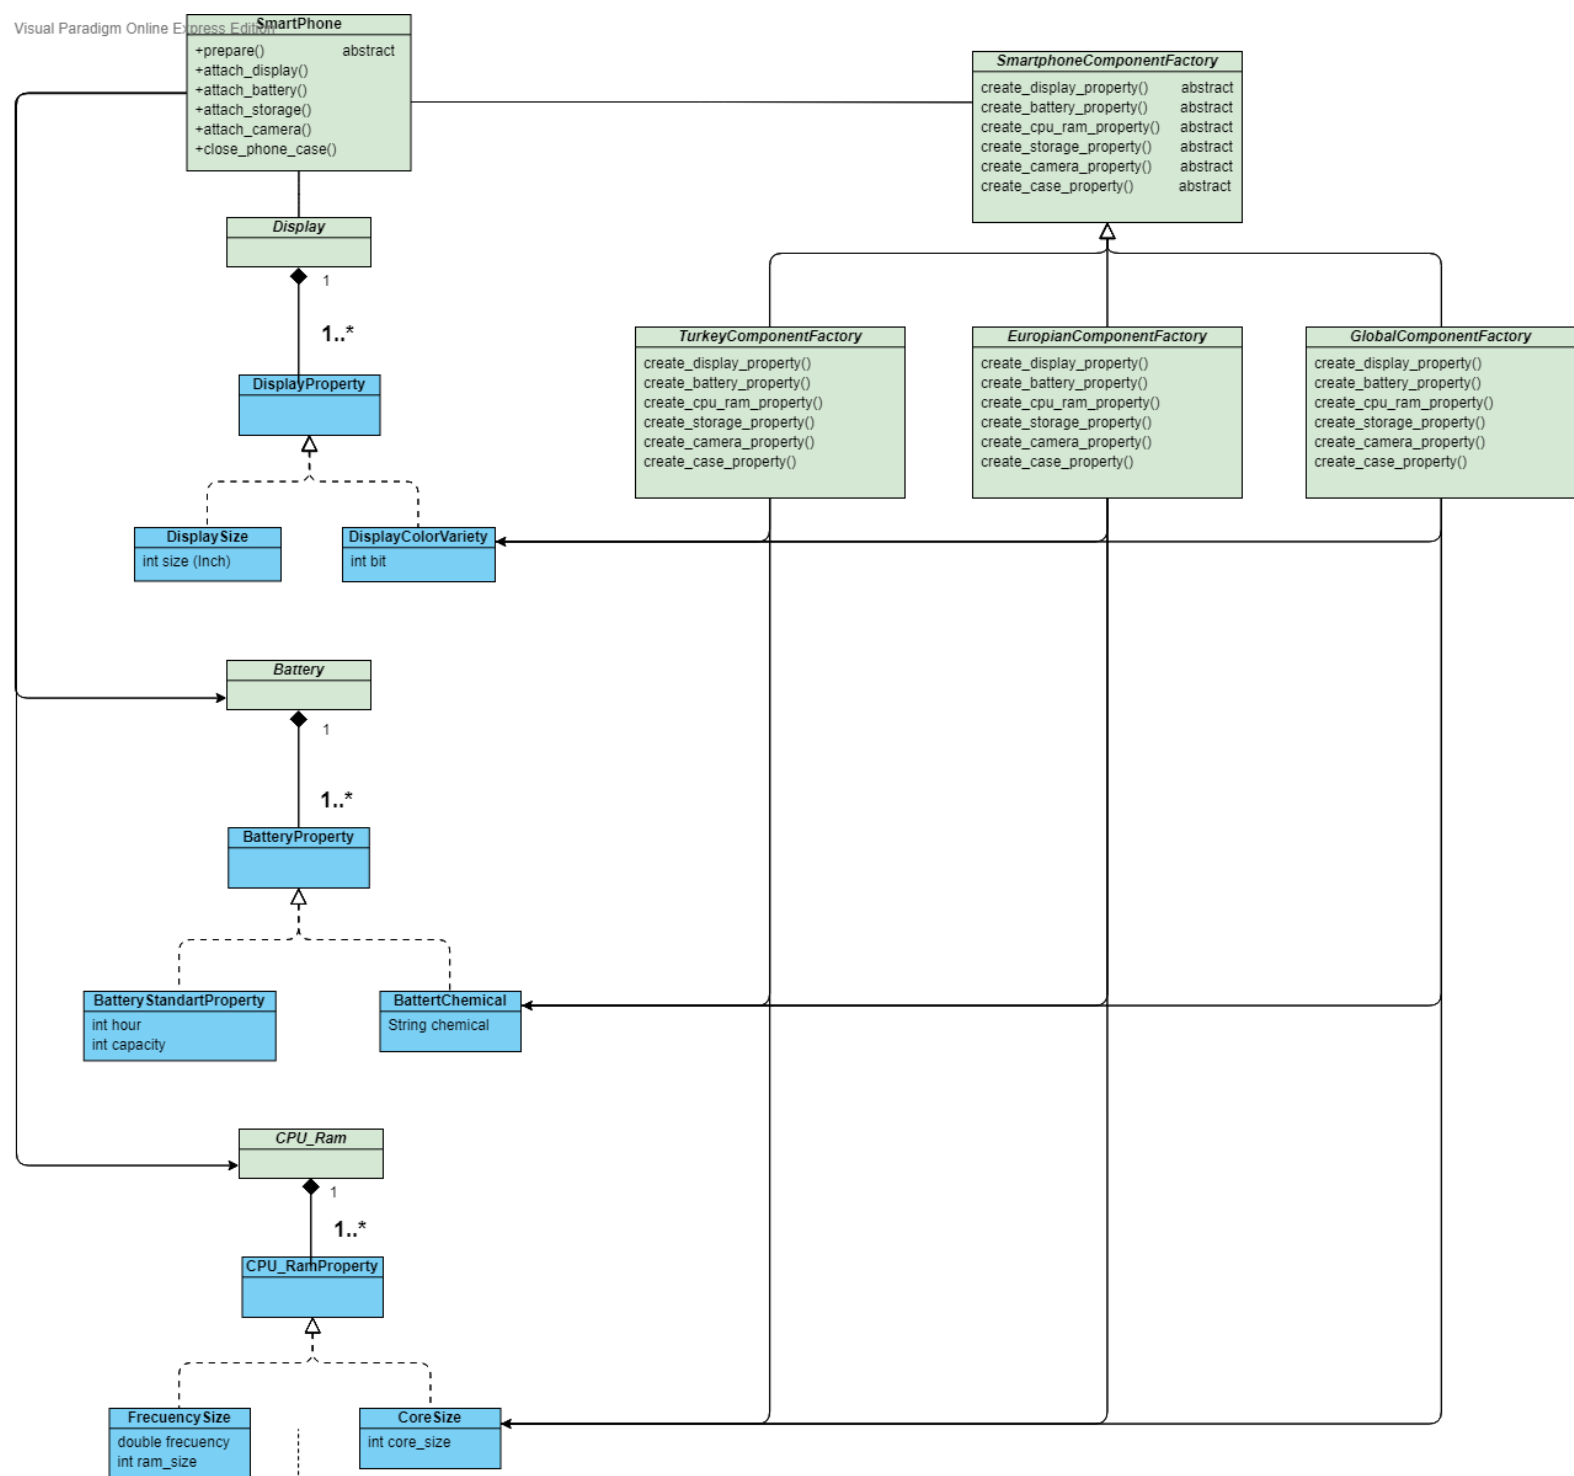 Visual Paradigm Online Express Edition
SmartPhone
+prepare() abstract
+attach_display()
+attach_battery()
+attach_storage()
+attach_camera()
+close_phone_case()
SmartphoneComponentFactory
create_display_property() abstract
create_battery_property() abstract
create_cpu_ram_property() abstract
create_storage_property() abstract
create_camera_property() abstract
create_case_property() abstract
Display
1
1..*
DisplayProperty
TurkeyComponentFactory
create_display_property()
create_battery_property()
create_cpu_ram_property()
create_storage_property()
create_camera_property()
create_case_property()
EuropianComponentFactory
create_display_property()
create_battery_property()
create_cpu_ram_property()
create_storage_property()
create_camera_property()
create_case_property()
GlobalComponentFactory
create_display_property()
create_battery_property()
create_cpu_ram_property()
create_storage_property()
create_camera_property()
create_case_property()
DisplaySize
int size (Inch)
DisplayColorVariety
int bit
Battery
1
1..*
BatteryProperty
BatteryStandartProperty
int hour
int capacity
BattertChemical
String chemical
CPU_Ram
1
1..*
CPU_RamProperty
FrecuencySize
double frecuency
int ram_size
CoreSize
int core_size